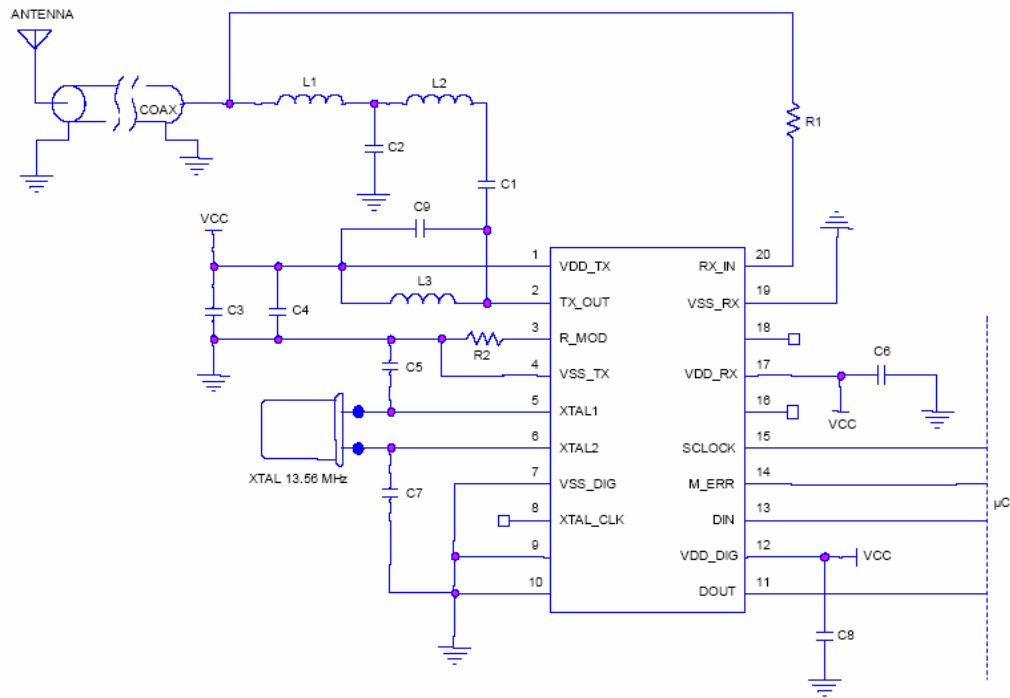 ANTENNA
COAX
L1
L2
C2
C1
R1
VCC
C9
L3
C3
C4
C5
R2
XTAL 13.56 MHz
C7
1 VDD_TX
2 TX_OUT
3 R_MOD
4 VSS_TX
5 XTAL1
6 XTAL2
7 VSS_DIG
8 XTAL_CLK
9
10
RX_IN 20
VSS_RX 19
18
VDD_RX 17
16
SCLOCK 15
M_ERR 14
DIN 13
VDD_DIG 12
DOUT 11
C6
VCC
VCC
C8
µC